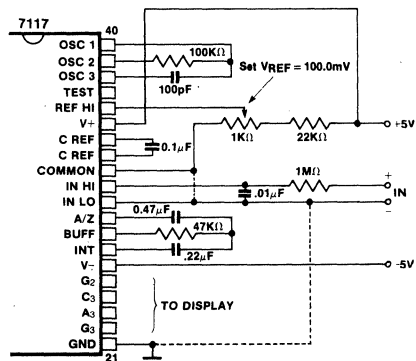 7117
40
OSC 1
OSC 2
OSC 3
TEST
REF HI
V+
C REF
C REF
COMMON
IN HI
IN LO
A/Z
BUFF
INT
V−
G2
C3
A3
G3
GND
21
100KΩ
100pF
Set VREF = 100.0mV
1KΩ
22KΩ
+5V
0.1µF
1MΩ
.01µF
+
IN
−
0.47µF
47KΩ
.22µF
-5V
TO DISPLAY